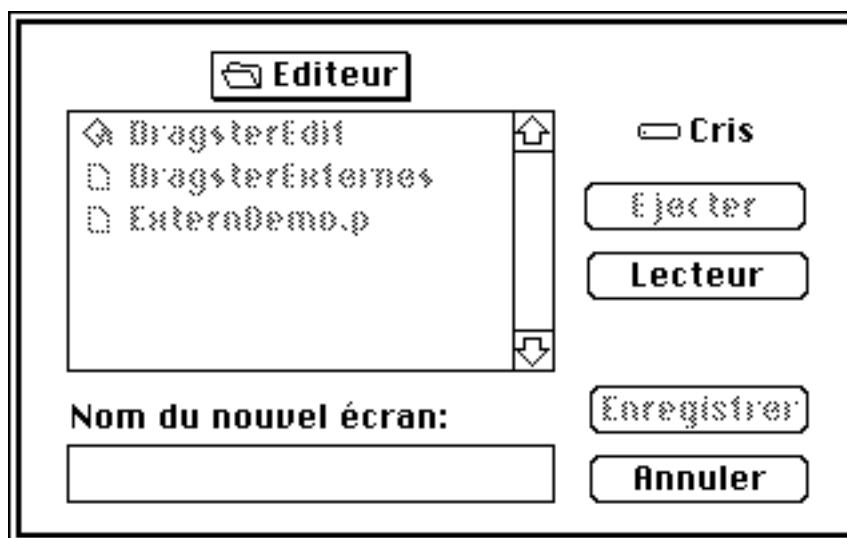 Editeur
DragsterEdit
DragsterExternes
ExternDemo.p
Cris
Ejecter
Lecteur
Nom du nouvel écran:
Enregistrer
Annuler